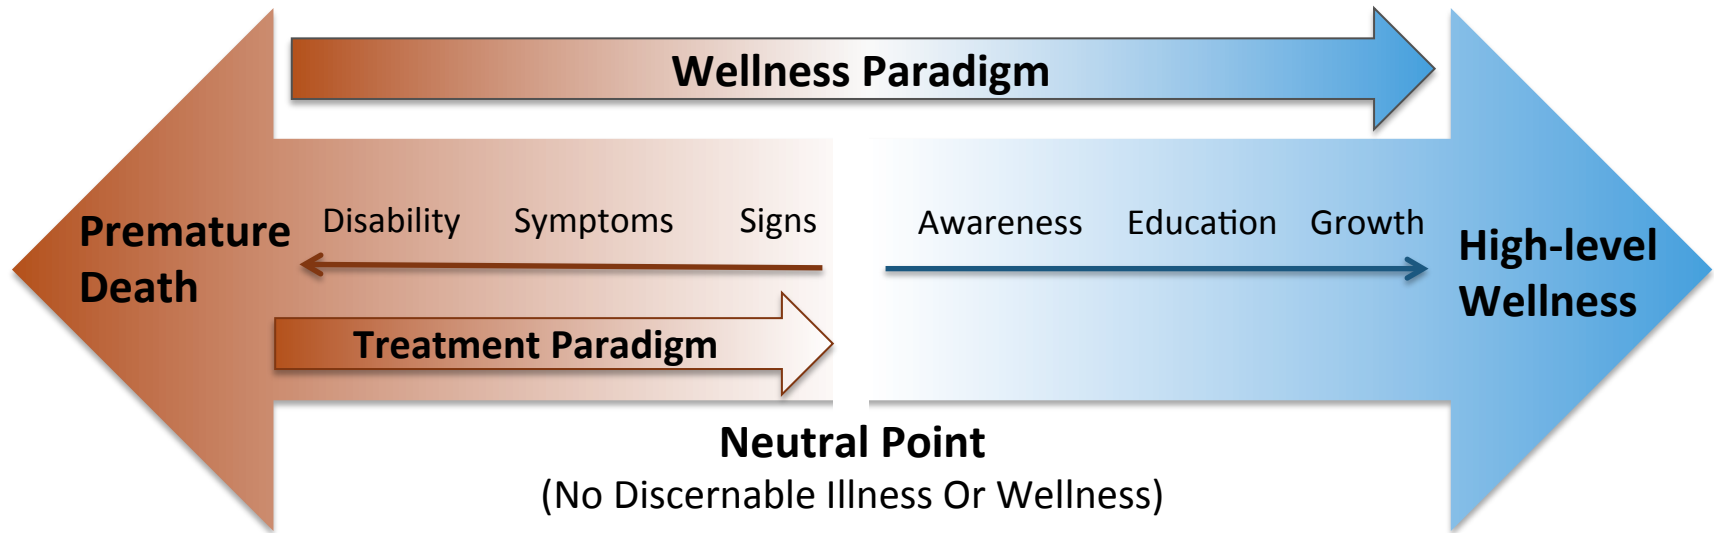 Wellness Paradigm
Premature
Death
Disability
Symptoms
Signs
Awareness
Education
Growth
High-level
Wellness
Treatment Paradigm
Neutral Point
(No Discernable Illness Or Wellness)